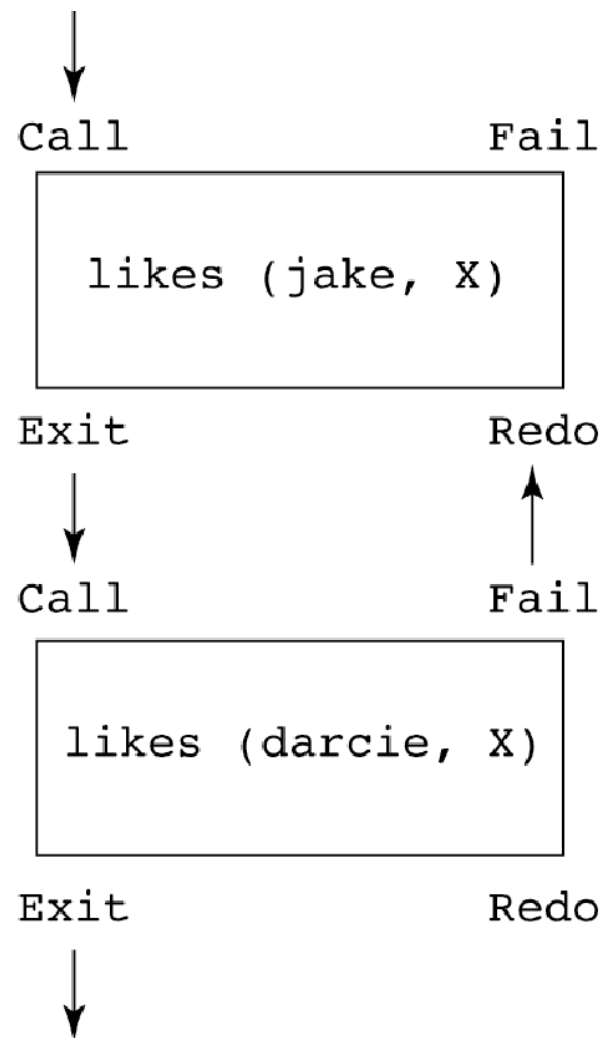 Call Fail
likes (jake, X)
Exit Redo
Call Fail
likes (darcie, X)
Exit Redo